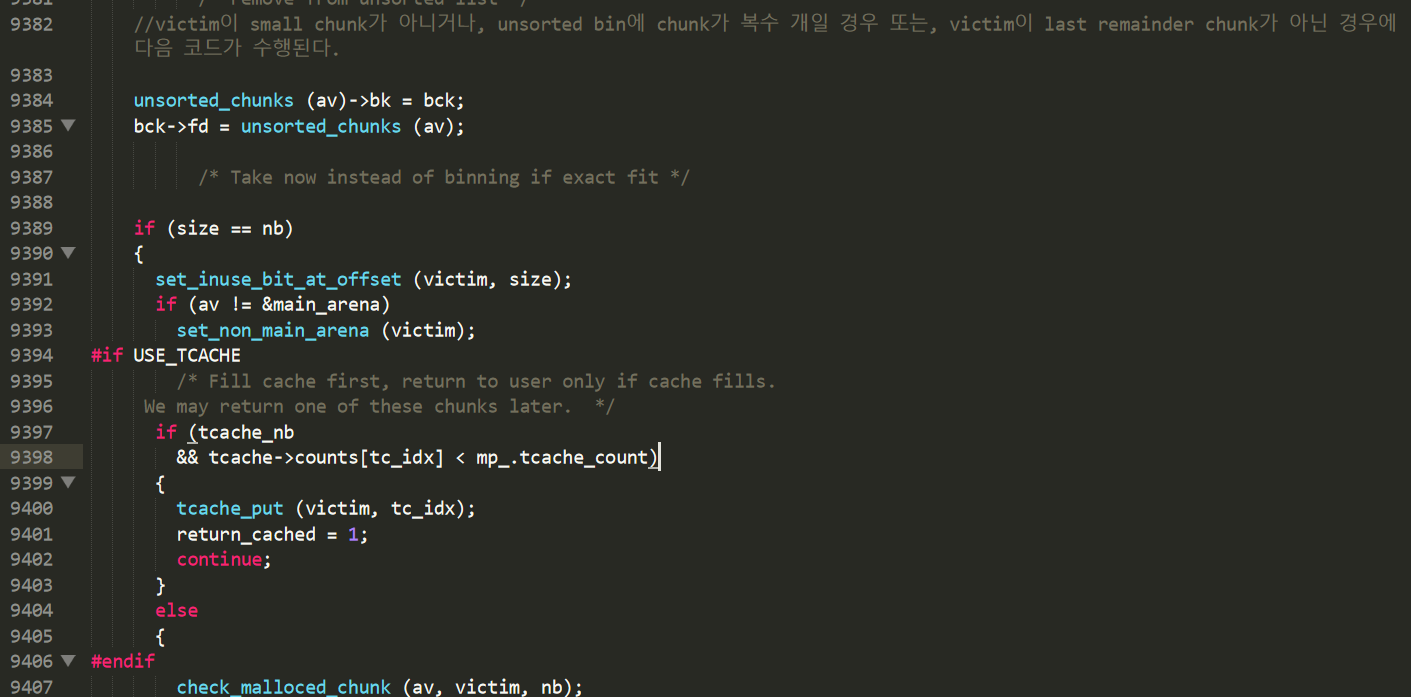 9381 /* remove from unsorted list */
9382 //victim이 small chunk가 아니거나, unsorted bin에 chunk가 복수 개일 경우 또는, victim이 last remainder chunk가 아닌 경우에
다음 코드가 수행된다.
9383
9384 unsorted_chunks (av)->bk = bck;
9385 bck->fd = unsorted_chunks (av);
9386
9387 /* Take now instead of binning if exact fit */
9388
9389 if (size == nb)
9390 {
9391 set_inuse_bit_at_offset (victim, size);
9392 if (av != &main_arena)
9393 set_non_main_arena (victim);
9394 #if USE_TCACHE
9395 /* Fill cache first, return to user only if cache fills.
9396 We may return one of these chunks later.  */
9397 if (tcache_nb
9398 && tcache->counts[tc_idx] < mp_.tcache_count)
9399 {
9400 tcache_put (victim, tc_idx);
9401 return_cached = 1;
9402 continue;
9403 }
9404 else
9405 {
9406 #endif
9407 check_malloced_chunk (av, victim, nb);